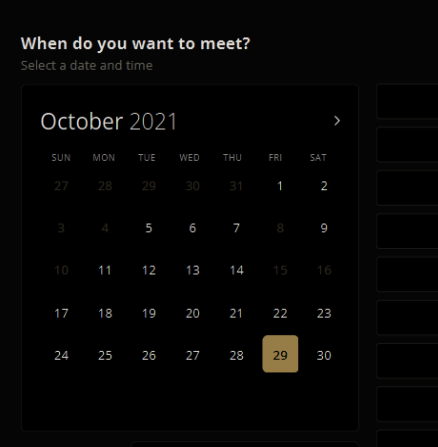 When do you want to meet?
Select a date and time
October 2021
SUN MON TUE WED THU FRI SAT
27 28 29 30 31 1 2
3 4 5 6 7 8 9
10 11 12 13 14 15 16
17 18 19 20 21 22 23
24 25 26 27 28 29 30